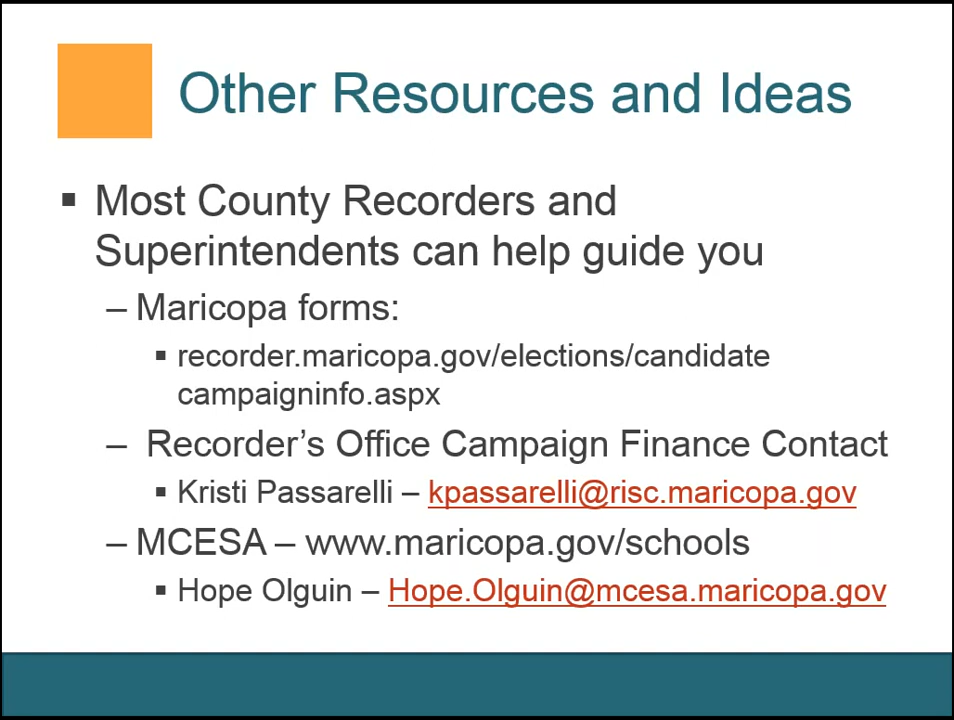 Other Resources and Ideas
▪ Most County Recorders and
Superintendents can help guide you
– Maricopa forms:
▪ recorder.maricopa.gov/elections/candidate
campaigninfo.aspx
– Recorder’s Office Campaign Finance Contact
▪ Kristi Passarelli – kpassarelli@risc.maricopa.gov
– MCESA – www.maricopa.gov/schools
▪ Hope Olguin – Hope.Olguin@mcesa.maricopa.gov